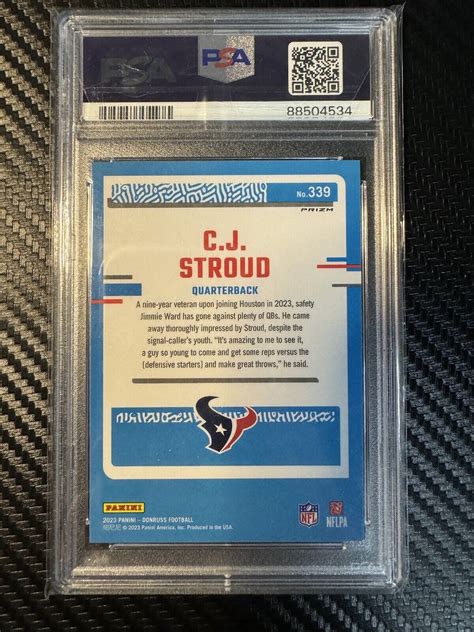 PSA
PSA
88504534
No.339
PRIZM
C.J.
STROUD
QUARTERBACK
A nine-year veteran upon joining Houston in 2023, safety
Jimmie Ward has gone against plenty of QBs. He came
away thoroughly impressed by Stroud, despite the
signal-caller's youth. "It's amazing to me to see it,
a guy so young to come and get some reps versus the
(defensive starters) and make great throws," he said.
PANINI
2023 PANINI - DONRUSS FOOTBALL
© 2023 Panini America, Inc. Produced in the USA.
NFL
NFLPA